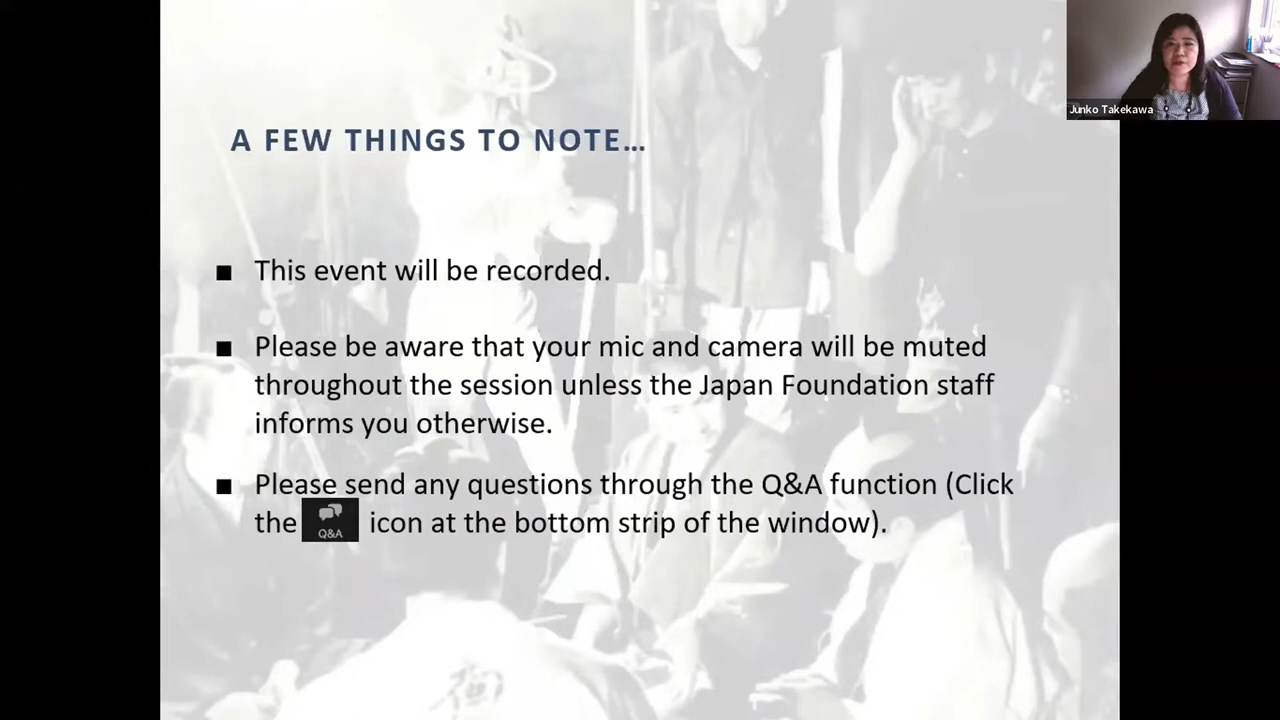 Junko Takekawa
A FEW THINGS TO NOTE…
■ This event will be recorded.
■ Please be aware that your mic and camera will be muted
throughout the session unless the Japan Foundation staff
informs you otherwise.
■ Please send any questions through the Q&A function (Click
the Q&A icon at the bottom strip of the window).